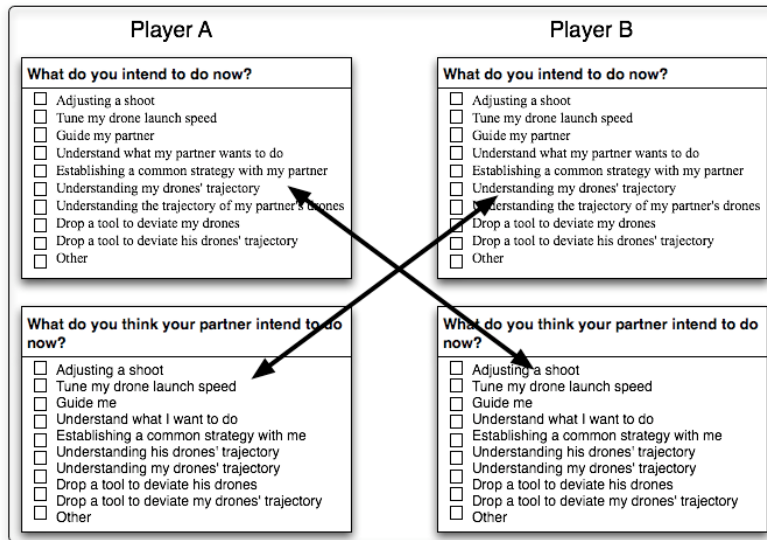 Player A
Player B
What do you intend to do now?
Adjusting a shoot
Tune my drone launch speed
Guide my partner
Understand what my partner wants to do
Establishing a common strategy with my partner
Understanding my drones' trajectory
Understanding the trajectory of my partner's drones
Drop a tool to deviate my drones
Drop a tool to deviate his drones' trajectory
Other
What do you intend to do now?
Adjusting a shoot
Tune my drone launch speed
Guide my partner
Understand what my partner wants to do
Establishing a common strategy with my partner
Understanding my drones' trajectory
Understanding the trajectory of my partner's drones
Drop a tool to deviate my drones
Drop a tool to deviate his drones' trajectory
Other
What do you think your partner intend to do
now?
Adjusting a shoot
Tune my drone launch speed
Guide me
Understand what I want to do
Establishing a common strategy with me
Understanding his drones' trajectory
Understanding my drones' trajectory
Drop a tool to deviate his drones
Drop a tool to deviate my drones' trajectory
Other
What do you think your partner intend to do
now?
Adjusting a shoot
Tune my drone launch speed
Guide me
Understand what I want to do
Establishing a common strategy with me
Understanding his drones' trajectory
Understanding my drones' trajectory
Drop a tool to deviate his drones
Drop a tool to deviate my drones' trajectory
Other